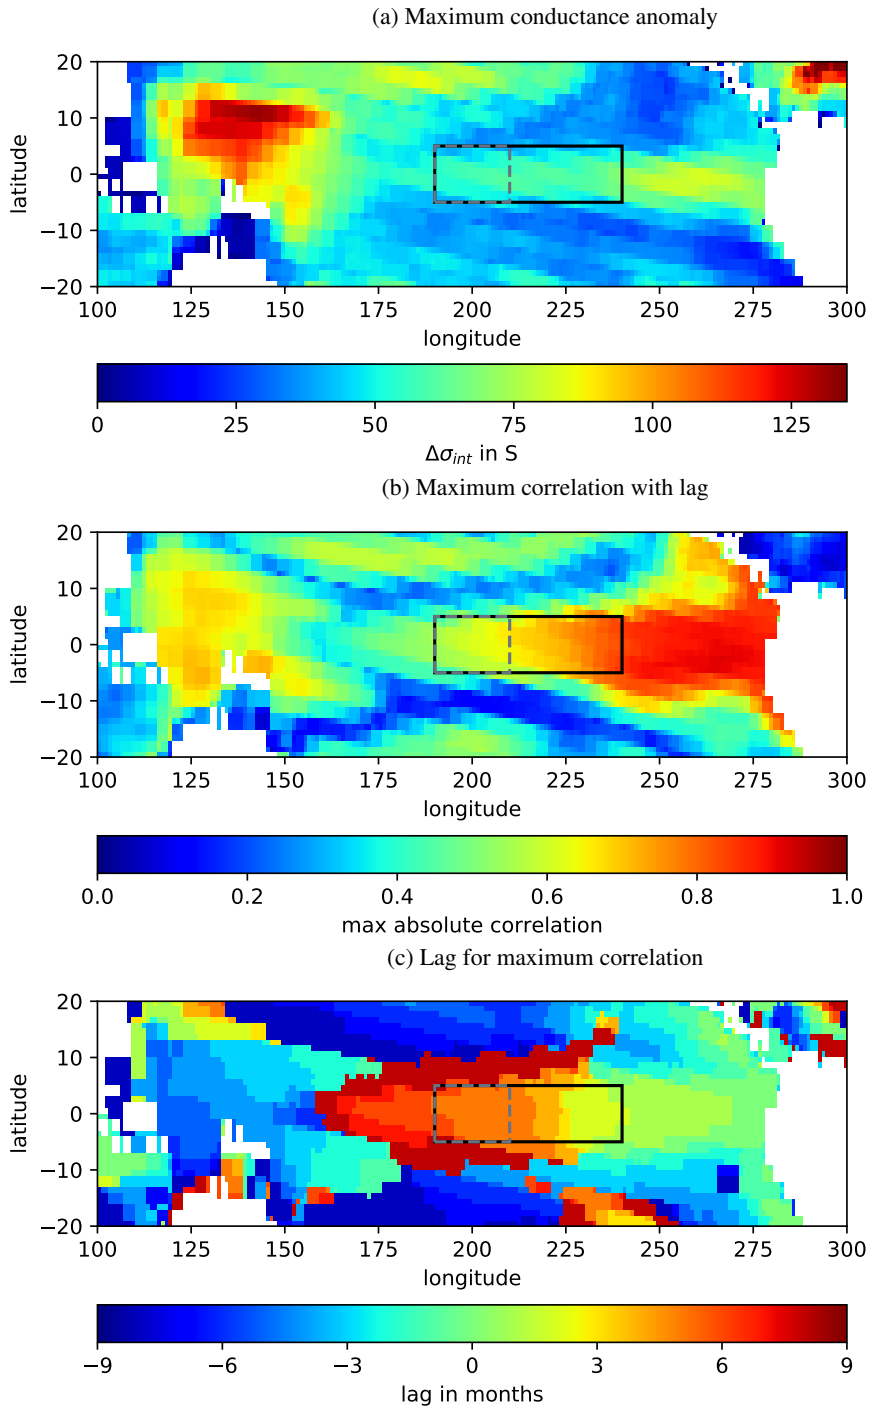 (a) Maximum conductance anomaly
20
10
0
−10
−20
latitude
100 125 150 175 200 225 250 275 300
longitude
0 25 50 75 100 125
Δσint in S
(b) Maximum correlation with lag
20
10
0
−10
−20
latitude
100 125 150 175 200 225 250 275 300
longitude
0.0 0.2 0.4 0.6 0.8 1.0
max absolute correlation
(c) Lag for maximum correlation
20
10
0
−10
−20
latitude
100 125 150 175 200 225 250 275 300
longitude
−9 −6 −3 0 3 6 9
lag in months